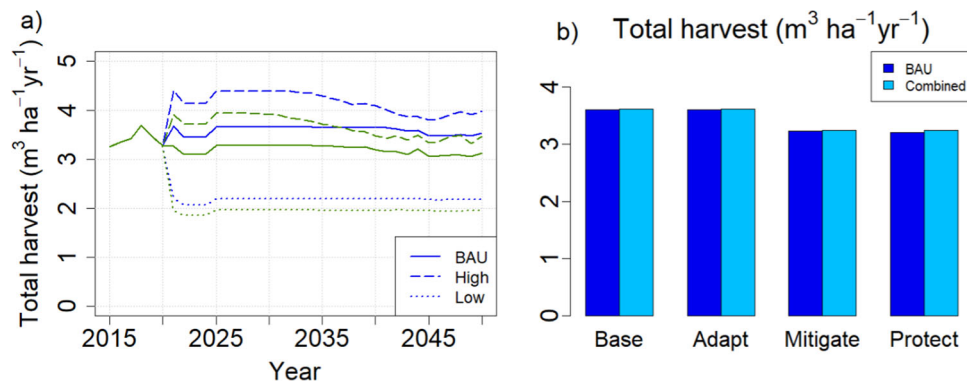 a)
Total harvest (m³ ha⁻¹yr⁻¹)
5
4
3
2
1
0
BAU
High
Low
2015
2025
2035
2045
Year
b)
Total harvest (m³ ha⁻¹yr⁻¹)
BAU
Combined
4
3
2
1
0
Base
Adapt
Mitigate
Protect